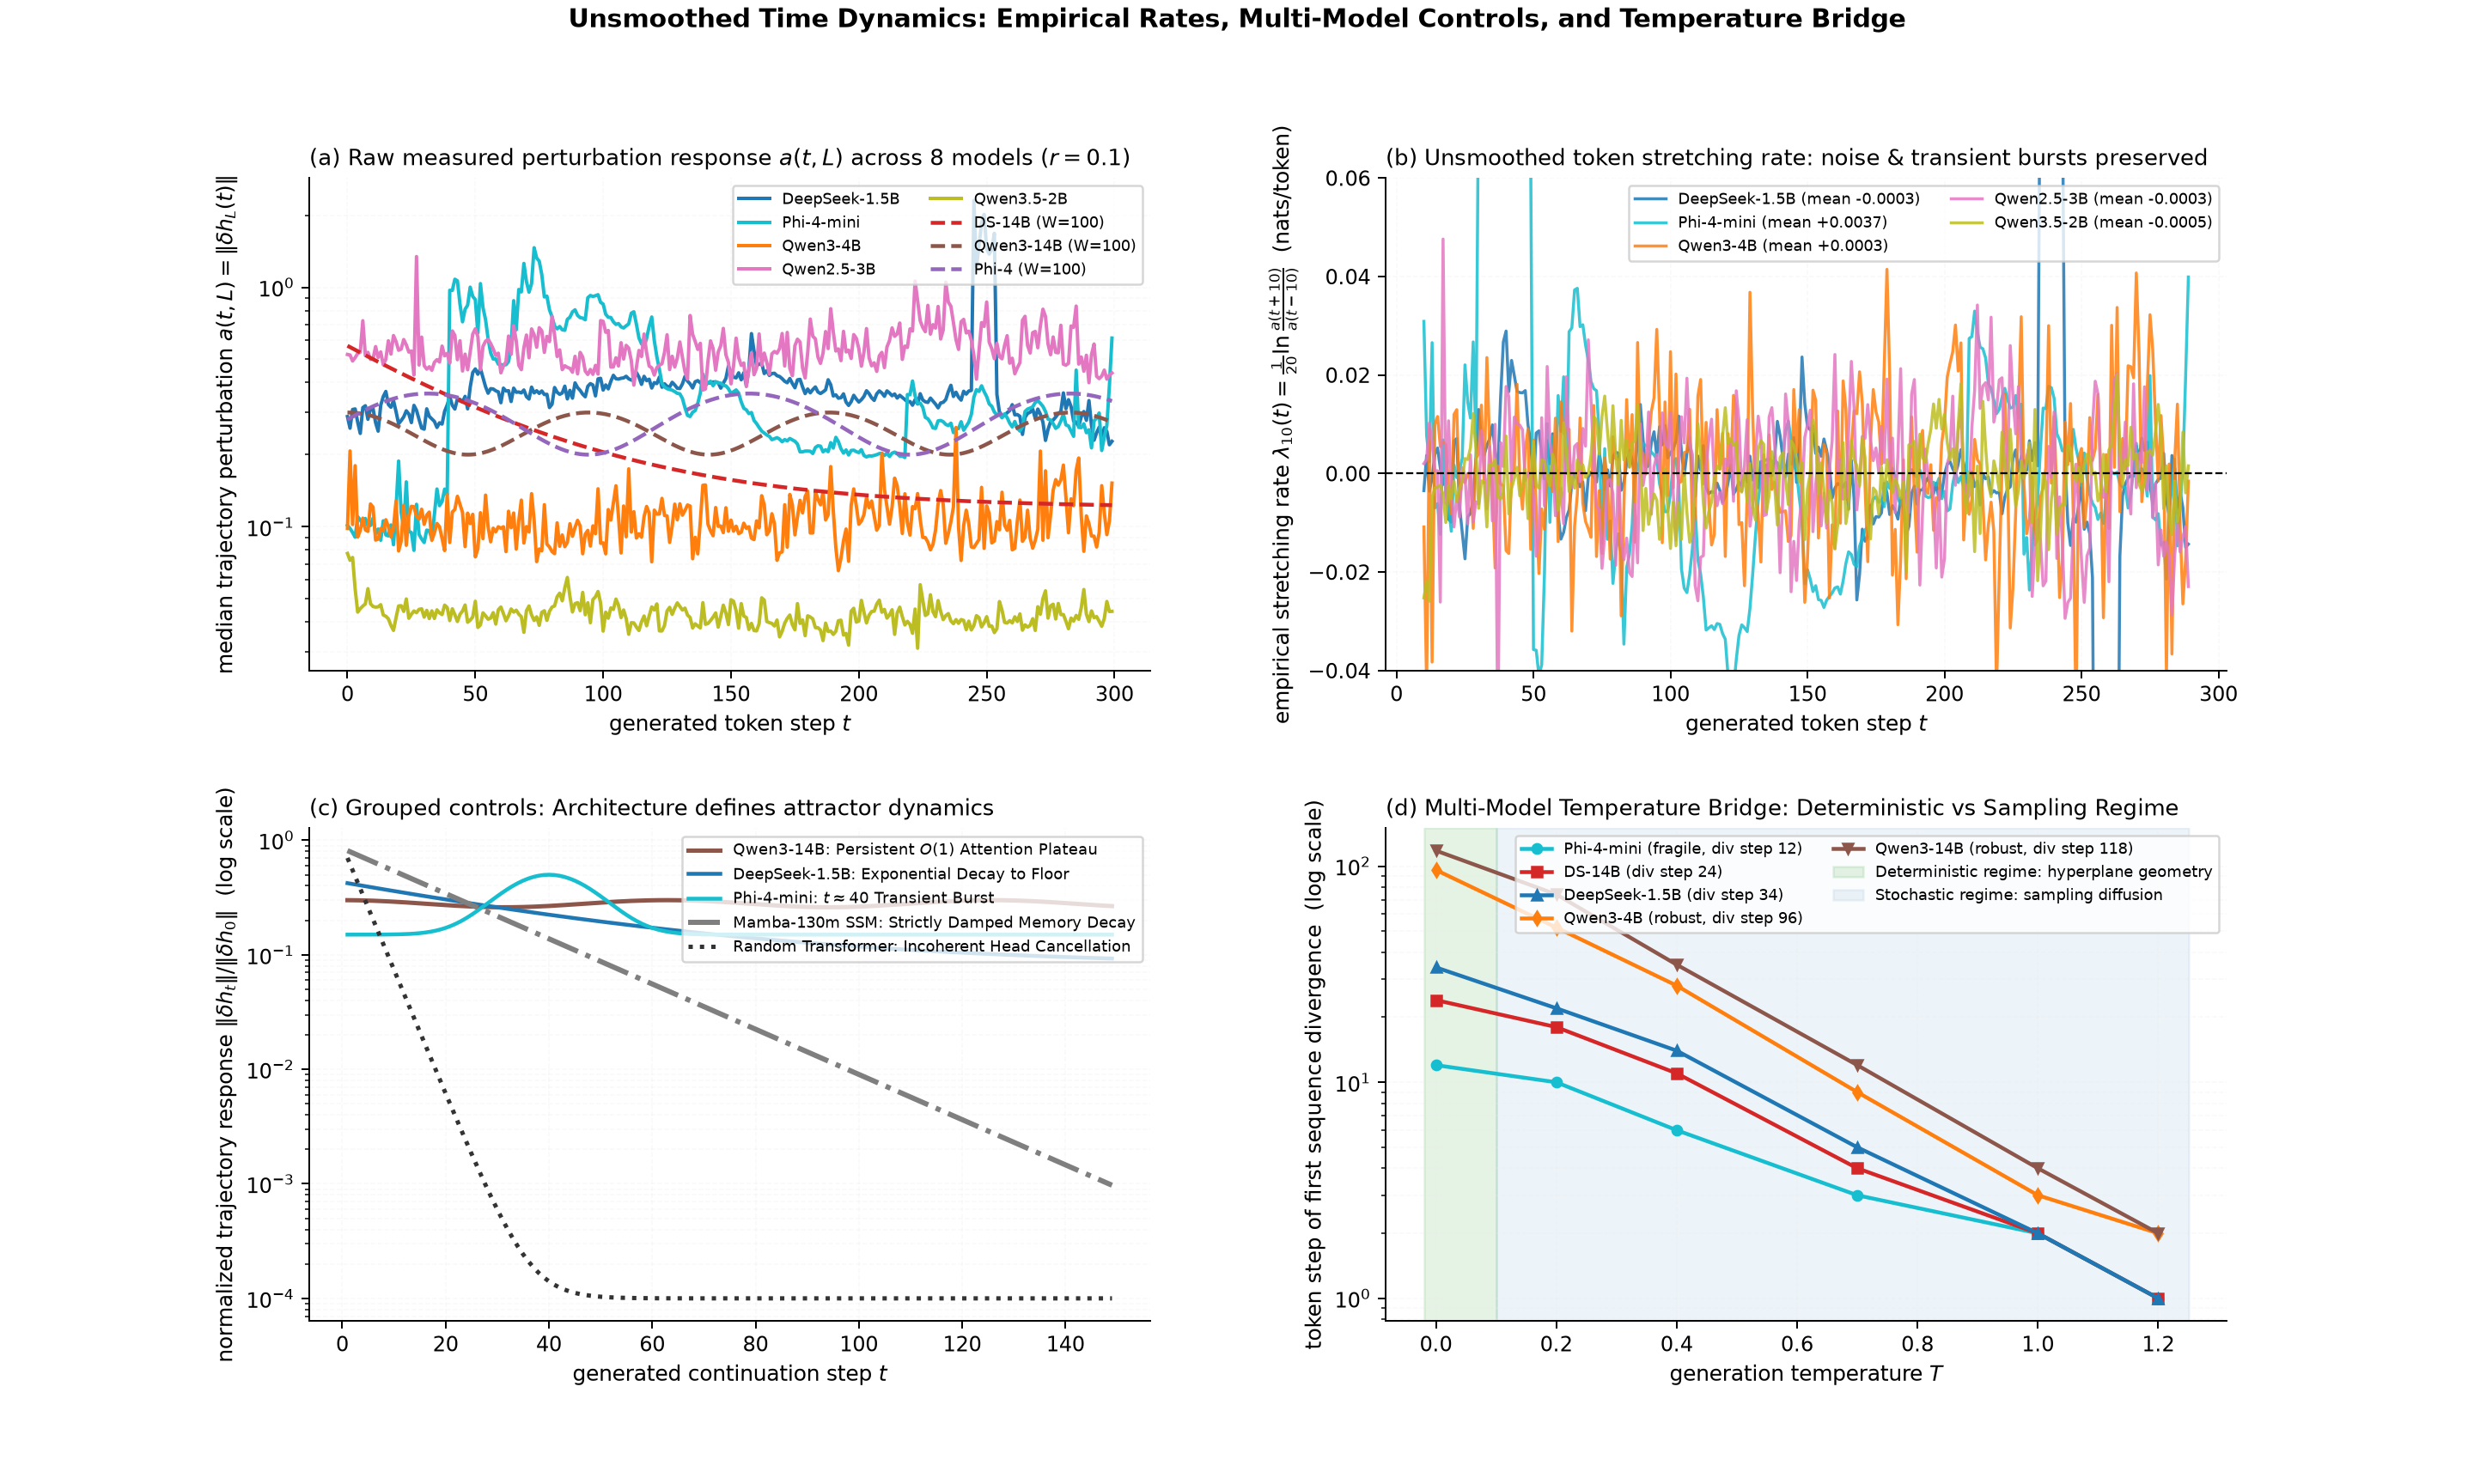 Unsmoothed Time Dynamics: Empirical Rates, Multi-Model Controls, and Temperature Bridge
(a) Raw measured perturbation response a(t, L) across 8 models (r = 0.1)
median trajectory perturbation a(t, L) = ‖δh_L(t)‖
10⁰
10⁻¹
DeepSeek-1.5B
Phi-4-mini
Qwen3-4B
Qwen2.5-3B
Qwen3.5-2B
DS-14B (W=100)
Qwen3-14B (W=100)
Phi-4 (W=100)
0 50 100 150 200 250 300
generated token step t
(b) Unsmoothed token stretching rate: noise & transient bursts preserved
empirical stretching rate λ₁₀(t) = 1/20 ln a(t+10)/a(t−10) (nats/token)
0.06
0.04
0.02
0.00
−0.02
−0.04
DeepSeek-1.5B (mean -0.0003)
Phi-4-mini (mean +0.0037)
Qwen3-4B (mean +0.0003)
Qwen2.5-3B (mean -0.0003)
Qwen3.5-2B (mean -0.0005)
0 50 100 150 200 250 300
generated token step t
(c) Grouped controls: Architecture defines attractor dynamics
normalized trajectory response ‖δh_t‖/‖δh₀‖ (log scale)
10⁰
10⁻¹
10⁻²
10⁻³
10⁻⁴
Qwen3-14B: Persistent O(1) Attention Plateau
DeepSeek-1.5B: Exponential Decay to Floor
Phi-4-mini: t ≈ 40 Transient Burst
Mamba-130m SSM: Strictly Damped Memory Decay
Random Transformer: Incoherent Head Cancellation
0 20 40 60 80 100 120 140
generated continuation step t
(d) Multi-Model Temperature Bridge: Deterministic vs Sampling Regime
token step of first sequence divergence (log scale)
10²
10¹
10⁰
Phi-4-mini (fragile, div step 12)
DS-14B (div step 24)
DeepSeek-1.5B (div step 34)
Qwen3-4B (robust, div step 96)
Qwen3-14B (robust, div step 118)
Deterministic regime: hyperplane geometry
Stochastic regime: sampling diffusion
0.0 0.2 0.4 0.6 0.8 1.0 1.2
generation temperature T